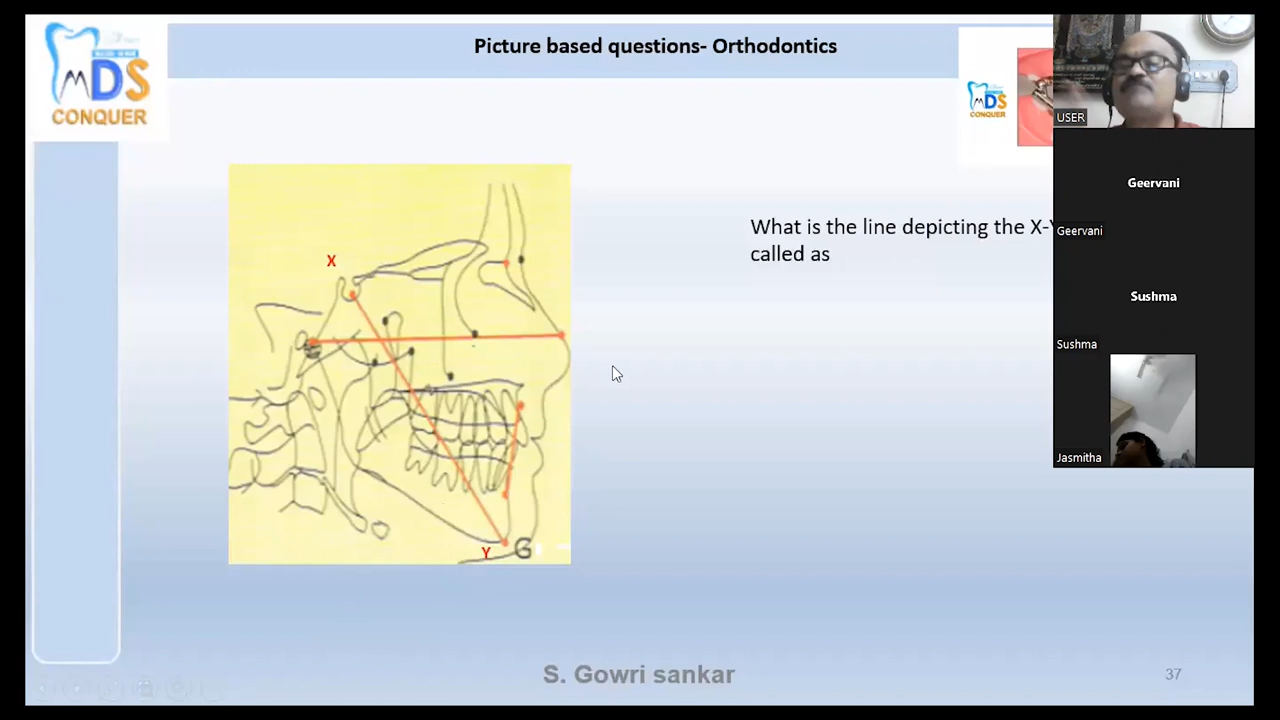 Picture based questions- Orthodontics
MDS
CONQUER
MDS
CONQUER
USER
Geervani
Geervani
What is the line depicting the X-Y
called as
X
Sushma
Sushma
Jasmitha
Y
G
S. Gowri sankar
37